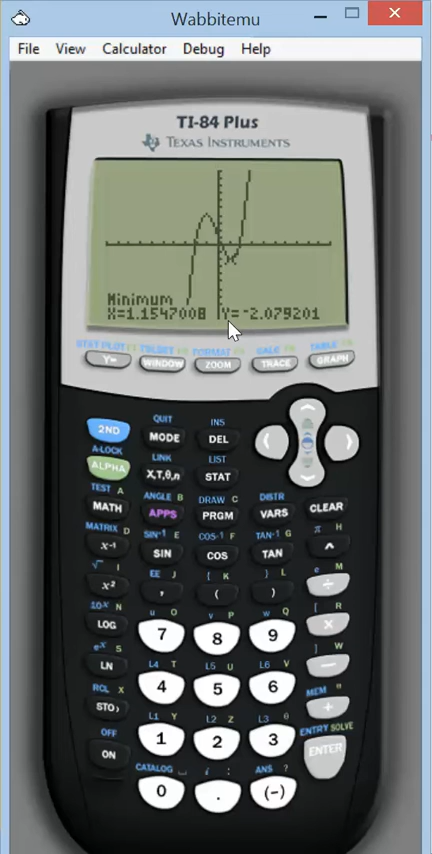 Wabbitemu
File View Calculator Debug Help
TI-84 Plus
TEXAS INSTRUMENTS
Minimum
X=1.1547008 Y=-2.079201
STAT PLOT F1 TBLSET F2 FORMAT F3 CALC F4 TABLE F5
Y= WINDOW ZOOM TRACE GRAPH
QUIT INS
2ND MODE DEL
A-LOCK LINK LIST
ALPHA X,T,θ,n STAT
TEST A ANGLE B DRAW C DISTR
MATH APPS PRGM VARS CLEAR
MATRIX D SIN-1 E COS-1 F TAN-1 G π H
x-1 SIN COS TAN ^
√ I EE J { K } L e M
x² , ( ) ÷
10x N u O v P w Q [ R
LOG 7 8 9 ×
ex S L4 T L5 U L6 V ] W
LN 4 5 6 −
RCL X L1 Y L2 Z L3 θ MEM "
STO› 1 2 3 +
OFF CATALOG i : ANS ? ENTRY SOLVE
ON 0 . (-) ENTER